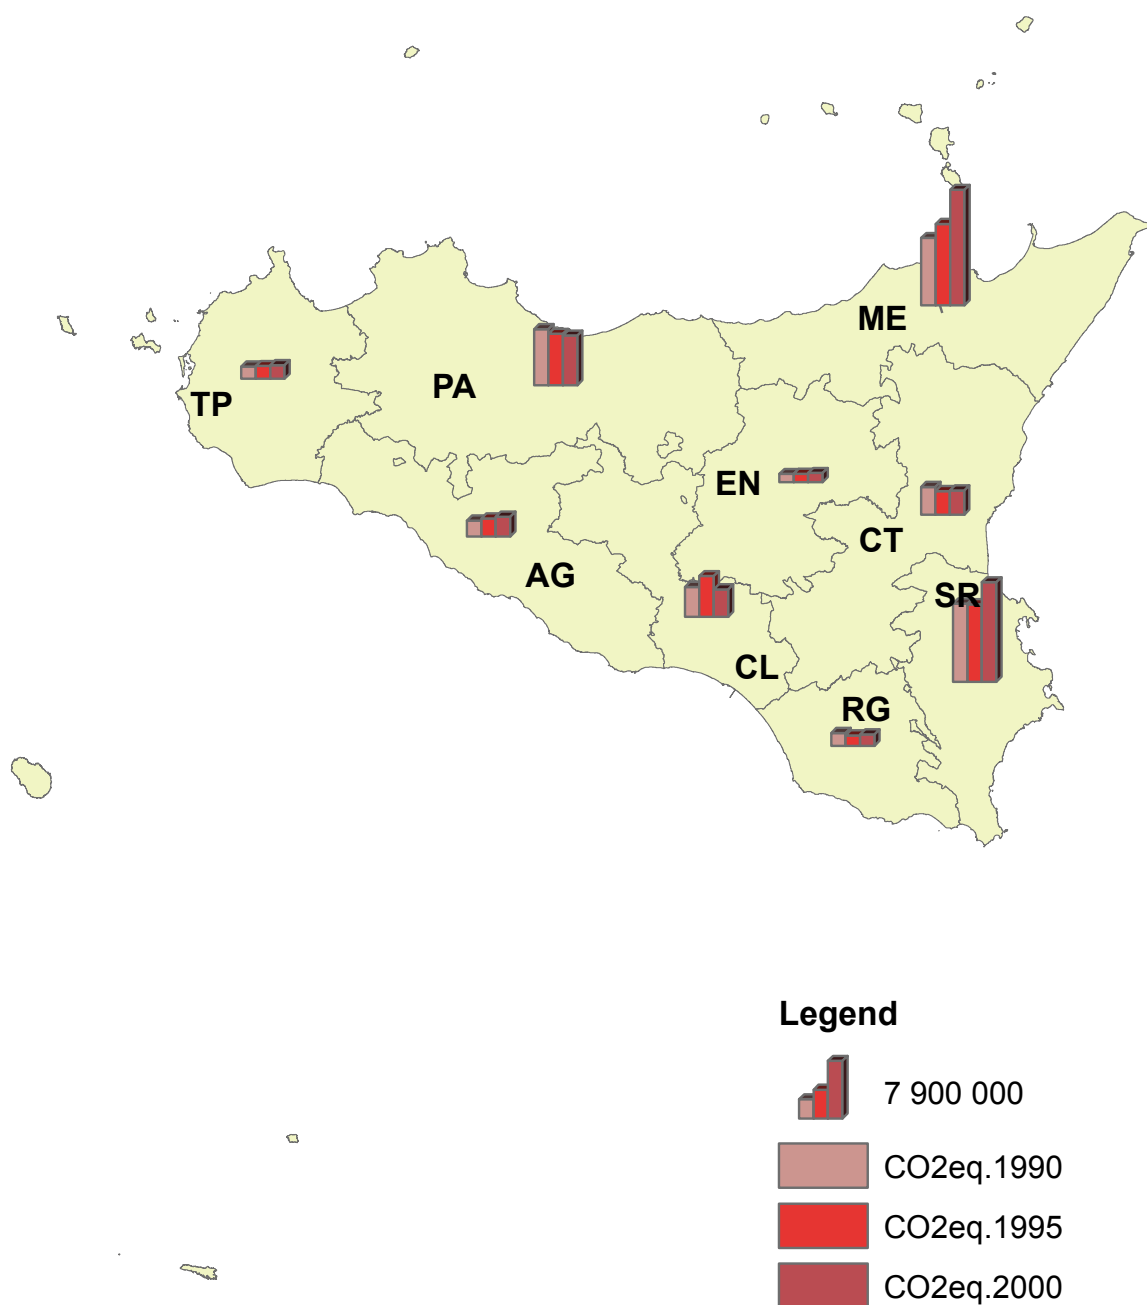 ME
PA
TP
EN
CT
AG
SR
CL
RG
Legend
7 900 000
CO2eq.1990
CO2eq.1995
CO2eq.2000